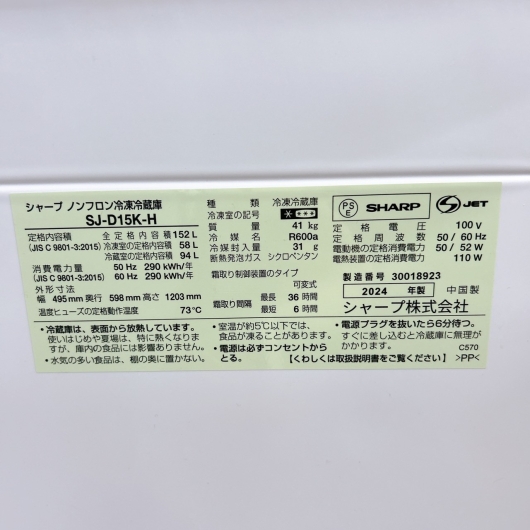 シャープ ノンフロン冷凍冷蔵庫
SJ-D15K-H
定格内容積
(JIS C 9801-3:2015)
全定格内容積 152 L
冷凍室の定格内容積 58 L
冷蔵室の定格内容積 94 L
消費電力量
(JIS C 9801-3:2015)
50 Hz 290 kWh/年
60 Hz 290 kWh/年
外形寸法
幅 495mm 奥行 598 mm 高さ 1203 mm
温度ヒューズの定格動作温度 73℃
種類 冷凍冷蔵庫
冷凍室の記号
質量 41 kg
冷媒名 R600a
冷媒封入量 31 g
断熱発泡ガス シクロペンタン
霜取り制御装置のタイプ
可変式
霜取り間隔
最長 36 時間
最短 6 時間
PS
E
SHARP
S JET
定格電圧 100 V
定格周波数 50 / 60 Hz
電動機の定格消費電力 50 / 52 W
電熱装置の定格消費電力 110 W
製造番号 30018923
2024 年製 中国製
シャープ株式会社
・冷蔵庫は、表面から放熱しています。
使いはじめや夏場は、特に熱くなりま
すが、庫内の食品には影響ありません。
・水気の多い食品は、棚の奥に置かない。
・室温が約5℃以下では、
食品が凍ることがあります。
・電源は必ずコンセントから
とる。
・電源プラグを抜いたら6分待つ。
すぐに差し込むと冷蔵庫に無理が
かかります。
C570
【くわしくは取扱説明書をご覧ください】 >PP<